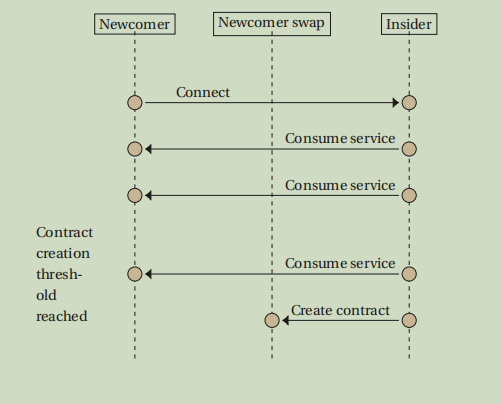 Newcomer
Newcomer swap
Insider
Connect
Consume service
Consume service
Contract
creation
thresh-
old
reached
Consume service
Create contract